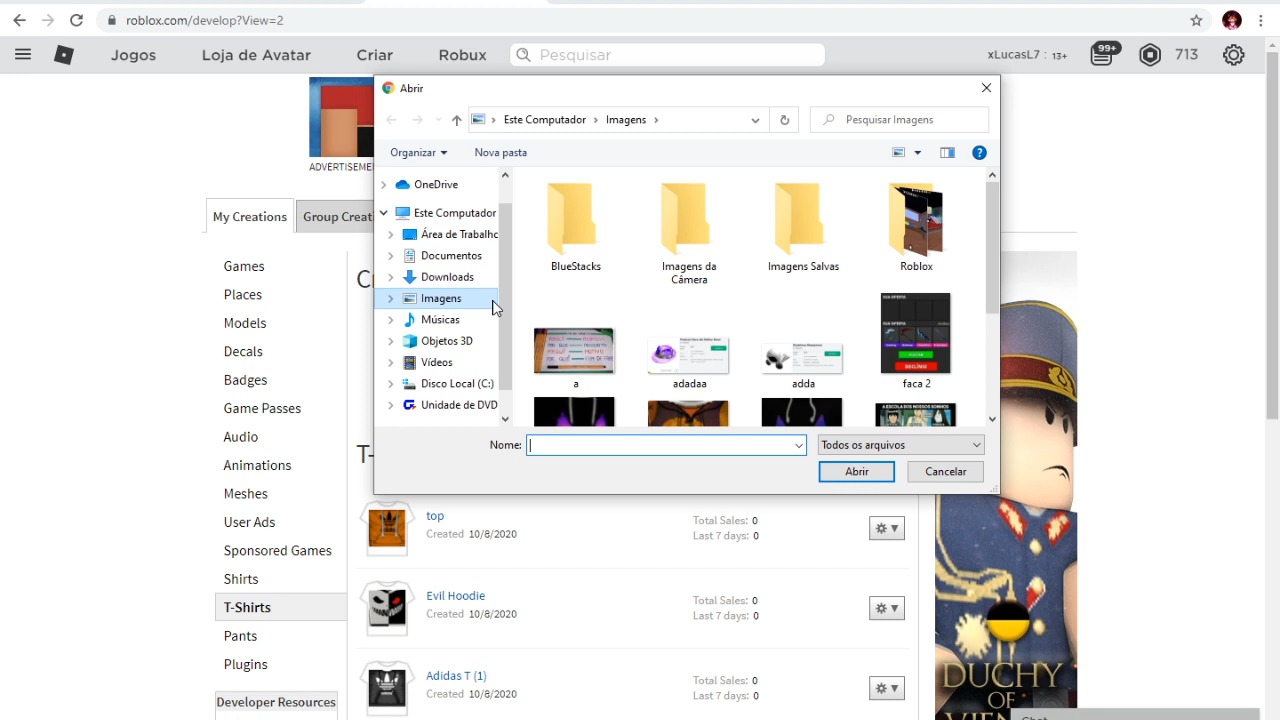 roblox.com/develop?View=2
Jogos
Loja de Avatar
Criar
Robux
Pesquisar
xLucasL7 : 13+
99+
713
ADVERTISEME
Abrir
Este Computador > Imagens >
Pesquisar Imagens
Organizar
Nova pasta
OneDrive
Este Computador
Área de Trabalho
Documentos
Downloads
Imagens
Músicas
Objetos 3D
Vídeos
Disco Local (C:)
Unidade de DVD
BlueStacks
Imagens da Câmera
Imagens Salvas
Roblox
a
adadaa
adda
faca 2
Nome:
Todos os arquivos
Abrir
Cancelar
My Creations
Group Creati
Games
Places
Models
Decals
Badges
Game Passes
Audio
Animations
Meshes
User Ads
Sponsored Games
Shirts
T-Shirts
Pants
Plugins
Developer Resources
C
T-
top
Created 10/8/2020
Total Sales: 0
Last 7 days: 0
Evil Hoodie
Created 10/8/2020
Total Sales: 0
Last 7 days: 0
Adidas T (1)
Created 10/8/2020
Total Sales: 0
Last 7 days: 0
DUCHY
OF
Chat